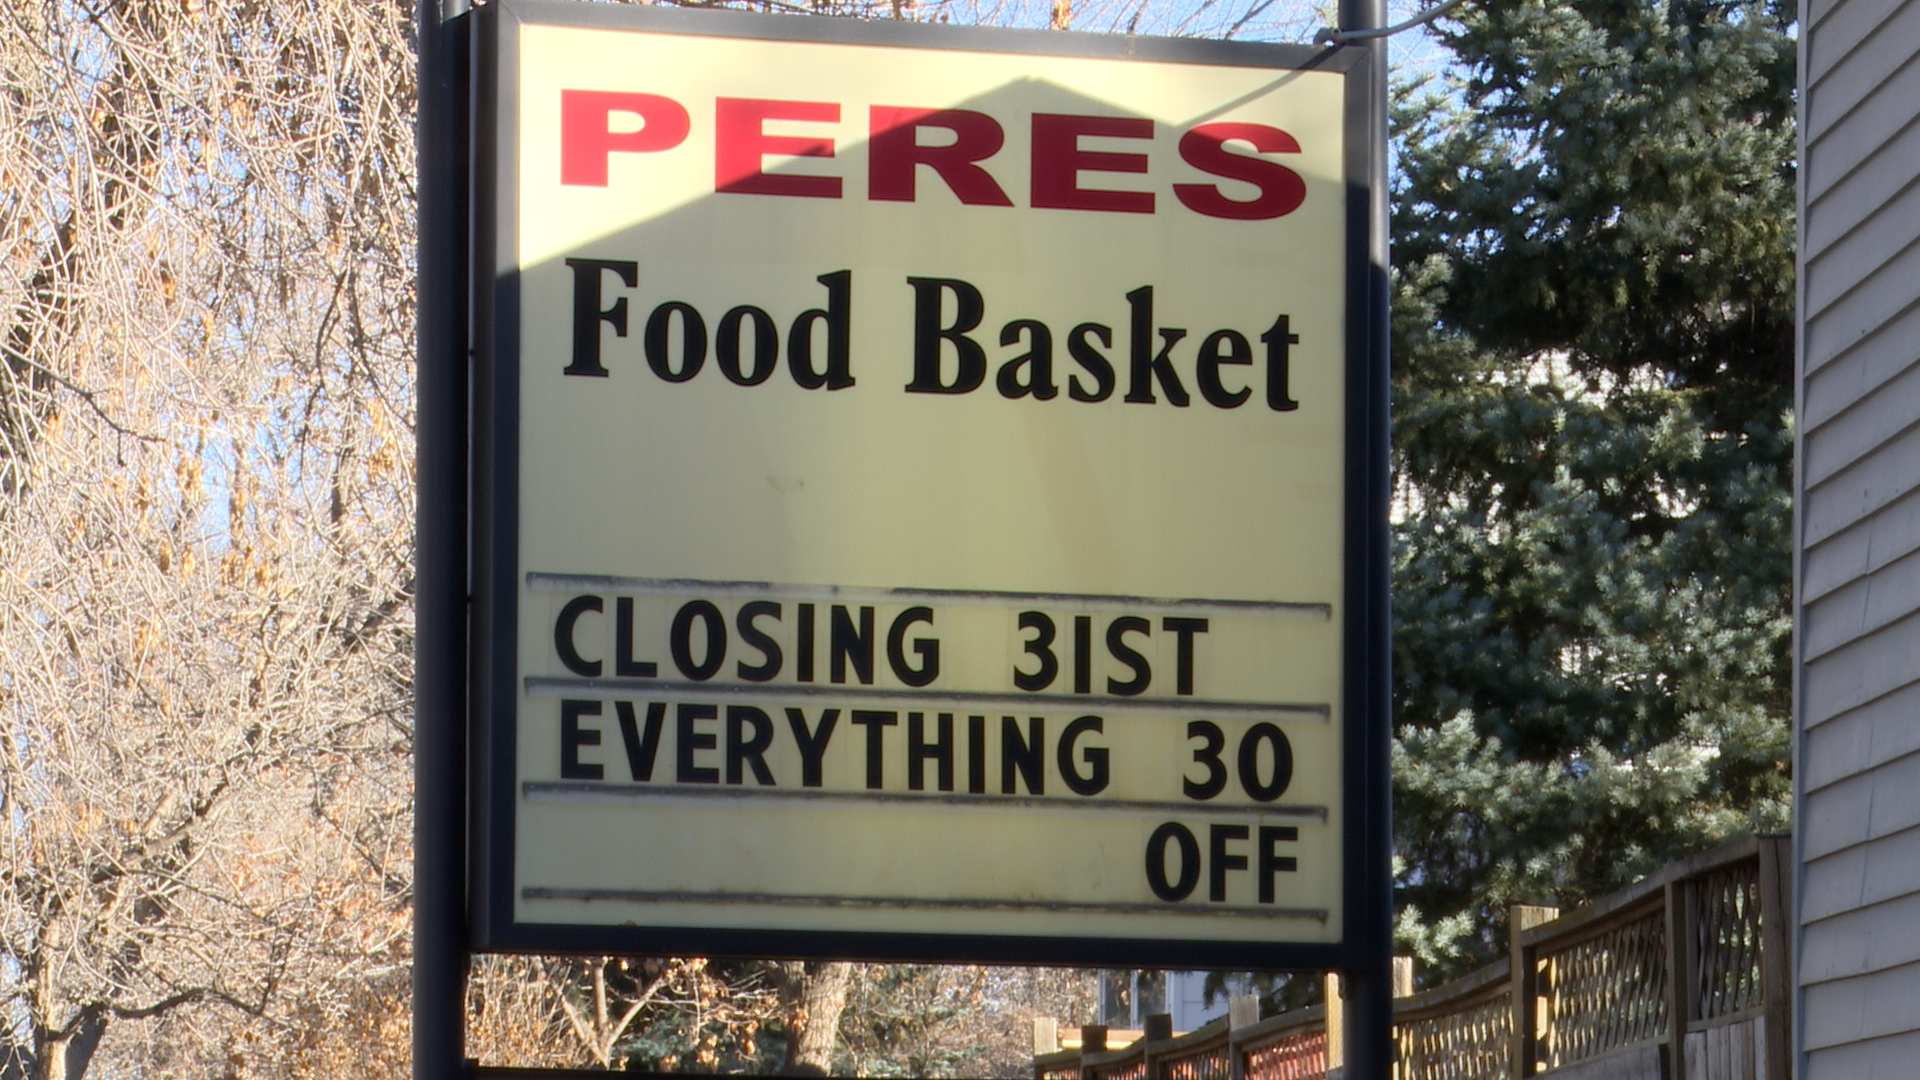 PERES
Food Basket
CLOSING 31ST
EVERYTHING 30
OFF